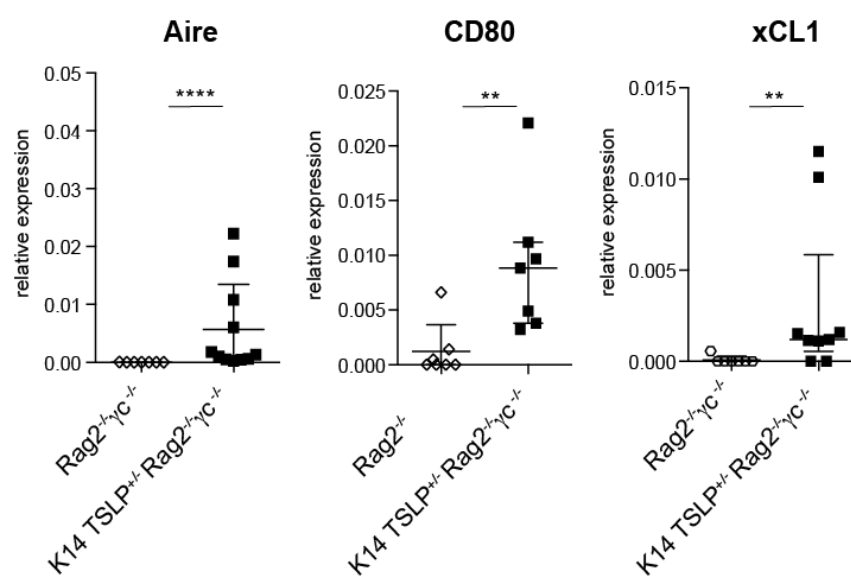 Aire
CD80
xCL1
****
**
**
relative expression
0.05
0.04
0.03
0.02
0.01
0.00
relative expression
0.025
0.020
0.015
0.010
0.005
0.000
relative expression
0.015
0.010
0.005
0.000
Rag2⁻/⁻γc⁻/⁻
K14 TSLP⁺/⁻ Rag2⁻/⁻γc⁻/⁻
Rag2⁻/⁻
K14 TSLP⁺/⁻ Rag2⁻/⁻γc⁻/⁻
Rag2⁻/⁻γc⁻/⁻
K14 TSLP⁺/⁻ Rag2⁻/⁻γc⁻/⁻